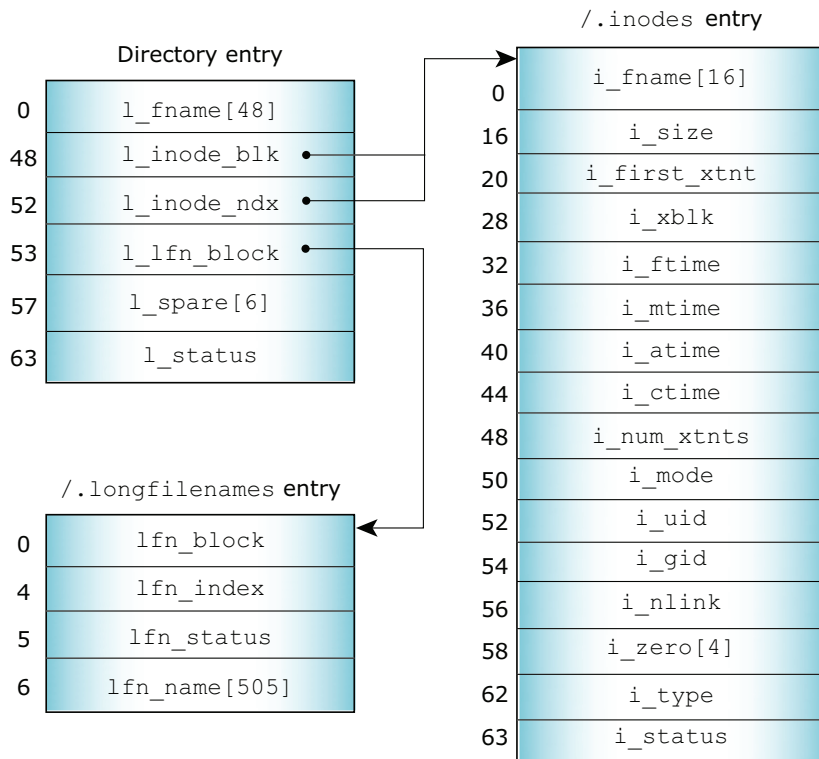 Directory entry
0 l_fname[48]
48 l_inode_blk
52 l_inode_ndx
53 l_lfn_block
57 l_spare[6]
63 l_status
/.longfilenames entry
0 lfn_block
4 lfn_index
5 lfn_status
6 lfn_name[505]
/.inodes entry
0 i_fname[16]
16 i_size
20 i_first_xtnt
28 i_xblk
32 i_ftime
36 i_mtime
40 i_atime
44 i_ctime
48 i_num_xtnts
50 i_mode
52 i_uid
54 i_gid
56 i_nlink
58 i_zero[4]
62 i_type
63 i_status